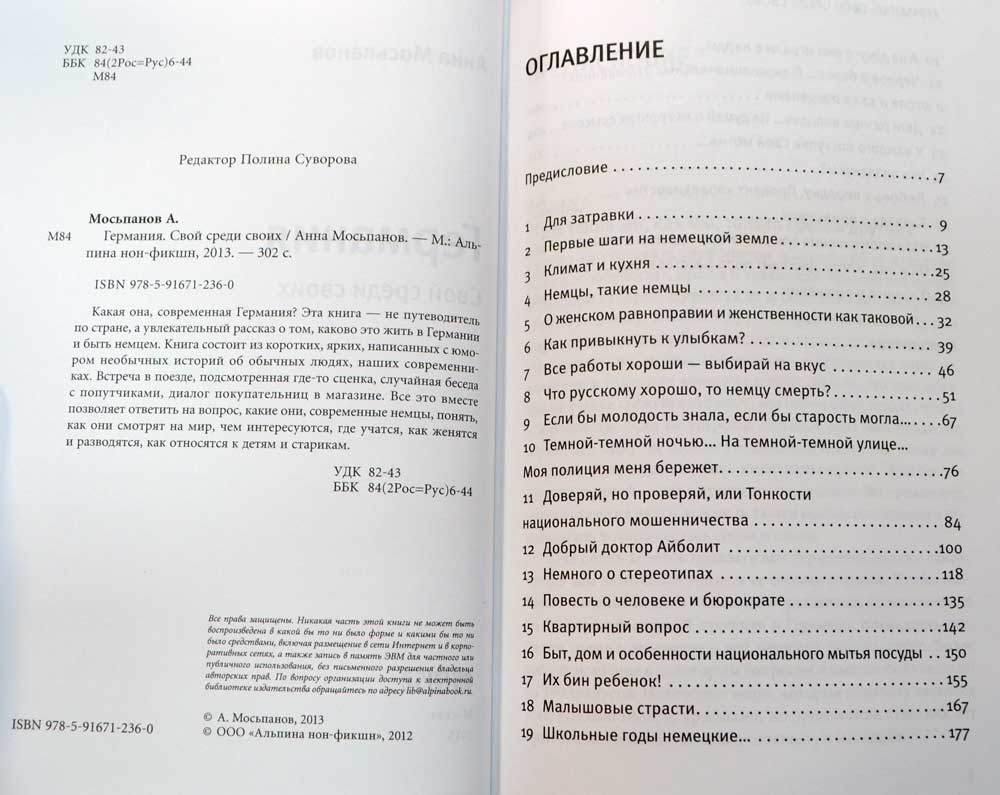 УДК 82-43
ББК 84(2Рос=Рус)6-44
М84
Редактор Полина Суворова
Мосьпанов А.
М84 Германия. Свой среди своих / Анна Мосьпанов. — М.: Аль-
пина нон-фикшн, 2013. — 302 с.
ISBN 978-5-91671-236-0
Какая она, современная Германия? Эта книга — не путеводитель
по стране, а увлекательный рассказ о том, каково это жить в Германии
и быть немцем. Книга состоит из коротких, ярких, написанных с юмо-
ром необычных историй об обычных людях, наших современни-
ках. Встреча в поезде, подсмотренная где-то сценка, случайная беседа
с попутчиками, диалог покупательниц в магазине. Все это вместе
позволяет ответить на вопрос, какие они, современные немцы, понять,
как они смотрят на мир, чем интересуются, где учатся, как женятся
и разводятся, как относятся к детям и старикам.
УДК 82-43
ББК 84(2Рос=Рус)6-44
Все права защищены. Никакая часть этой книги не может быть
воспроизведена в какой бы то ни было форме и какими бы то ни
было средствами, включая размещение в сети Интернет и в корпо-
ративных сетях, а также запись в память ЭВМ для частного или
публичного использования, без письменного разрешения владельца
авторских прав. По вопросу организации доступа к электронной
библиотеке издательства обращайтесь по адресу lib@alpinabook.ru.
© А. Мосьпанов, 2013
ISBN 978-5-91671-236-0 © ООО «Альпина нон-фикшн», 2012
ОГЛАВЛЕНИЕ
Предисловие . . . 7
1 Для затравки . . . 9
2 Первые шаги на немецкой земле . . . 13
3 Климат и кухня . . . 25
4 Немцы, такие немцы . . . 28
5 О женском равноправии и женственности как таковой . . . 32
6 Как привыкнуть к улыбкам? . . . 39
7 Все работы хороши — выбирай на вкус . . . 46
8 Что русскому хорошо, то немцу смерть? . . . 51
9 Если бы молодость знала, если бы старость могла... . . . 67
10 Темной-темной ночью... На темной-темной улице...
Моя полиция меня бережет. . . . 76
11 Доверяй, но проверяй, или Тонкости
национального мошенничества . . . 84
12 Добрый доктор Айболит . . . 100
13 Немного о стереотипах . . . 118
14 Повесть о человеке и бюрократе . . . 135
15 Квартирный вопрос . . . 142
16 Быт, дом и особенности национального мытья посуды . . 150
17 Их бин ребенок! . . . 155
18 Малышовые страсти . . . 167
19 Школьные годы немецкие... . . . 177